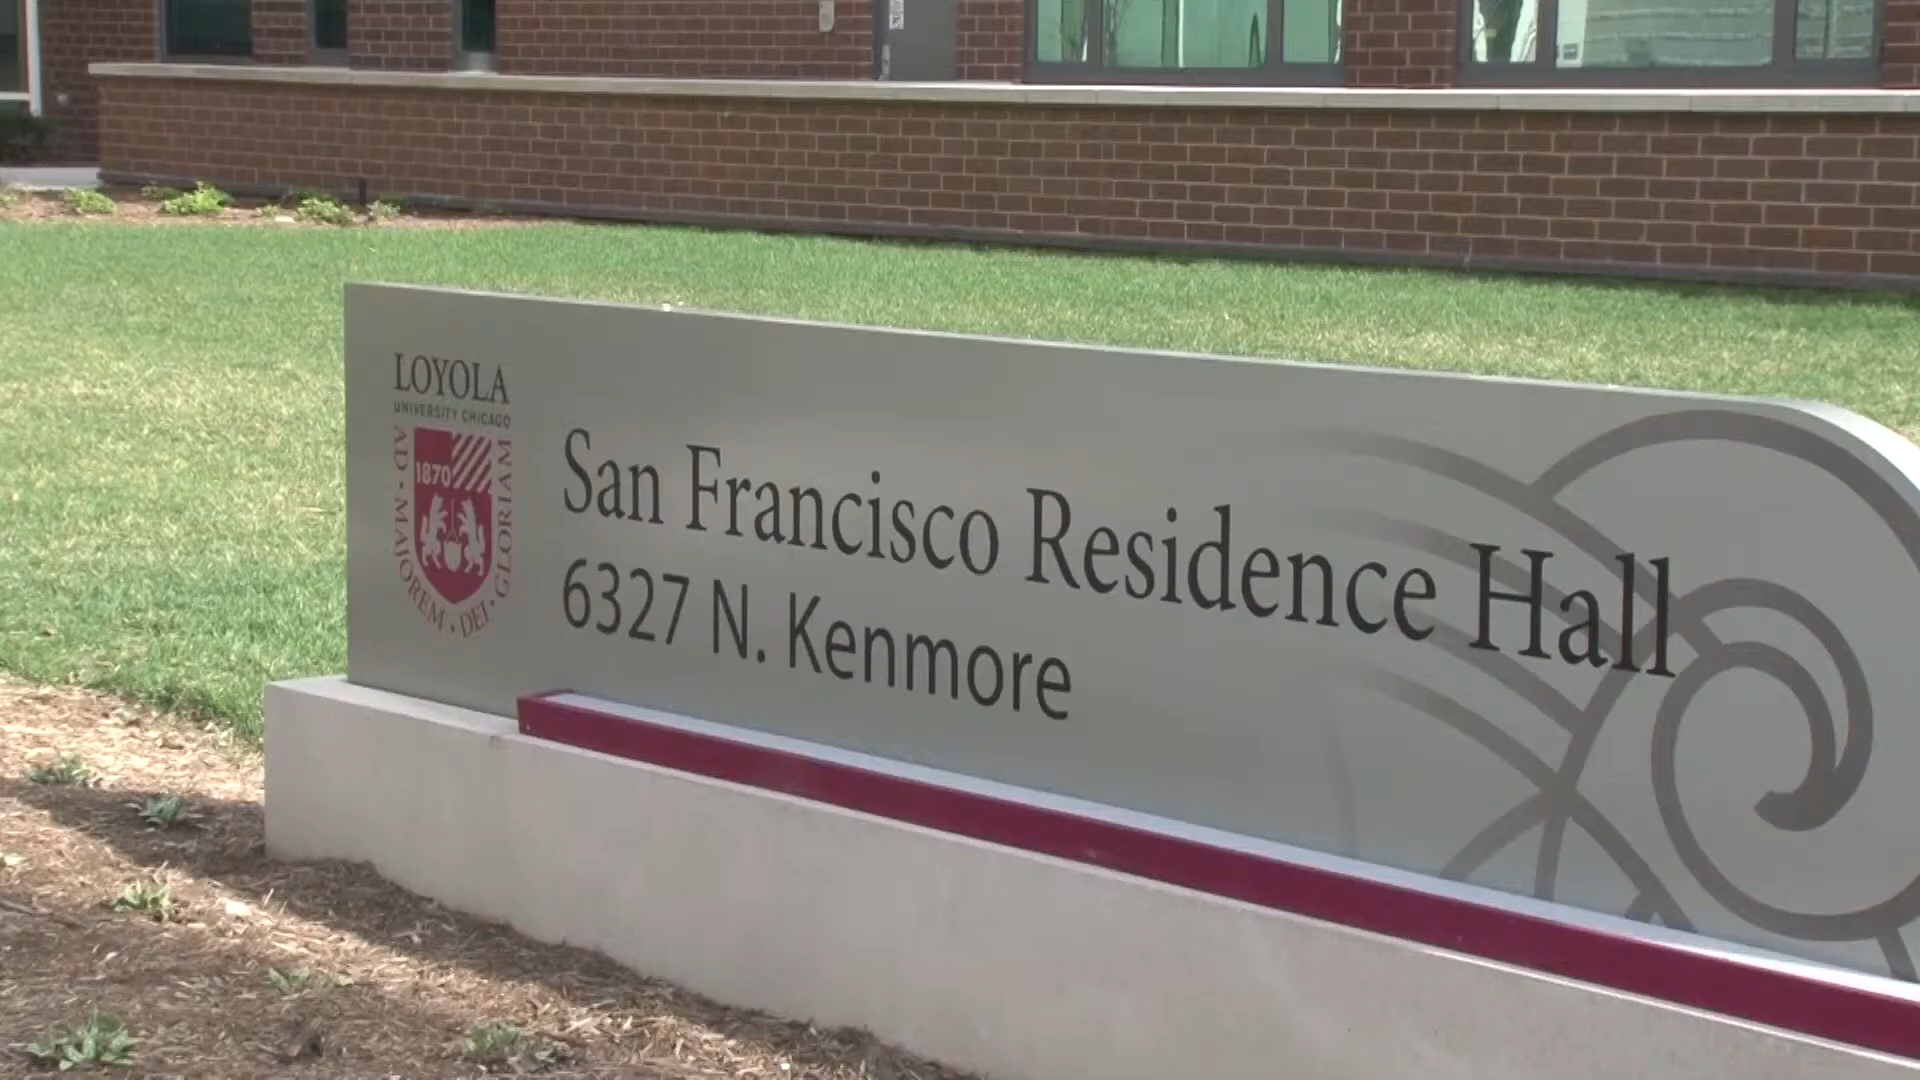 LOYOLA
UNIVERSITY CHICAGO
1870
AD · MAJOREM · DEI · GLORIAM
San Francisco Residence Hall
6327 N. Kenmore